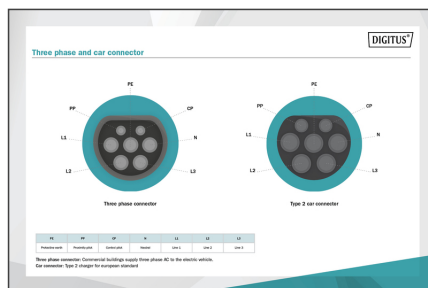 DIGITUS®
Three phase and car connector
PE
PP
CP
L1
N
L2
L3
Three phase connector
PE
PP
CP
L1
N
L2
L3
Type 2 car connector
PE PP CP N L1 L2 L3
Protective earth Proximity pilot Control pilot Neutral Line 1 Line 2 Line 3
Three phase connector: Commercial buildings supply three phase AC to the electric vehicle.
Car connector: Type 2 charger for european standard